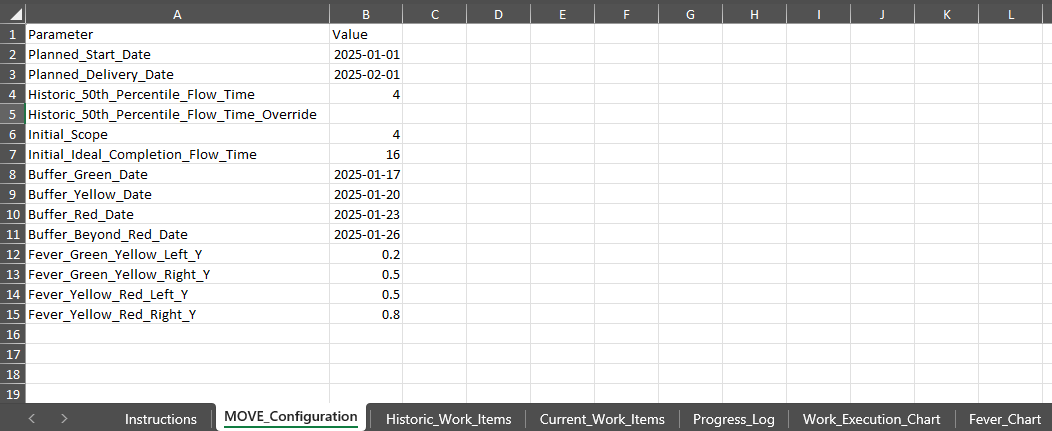 A B C D E F G H I J K L
1 Parameter Value
2 Planned_Start_Date 2025-01-01
3 Planned_Delivery_Date 2025-02-01
4 Historic_50th_Percentile_Flow_Time 4
5 Historic_50th_Percentile_Flow_Time_Override
6 Initial_Scope 4
7 Initial_Ideal_Completion_Flow_Time 16
8 Buffer_Green_Date 2025-01-17
9 Buffer_Yellow_Date 2025-01-20
10 Buffer_Red_Date 2025-01-23
11 Buffer_Beyond_Red_Date 2025-01-26
12 Fever_Green_Yellow_Left_Y 0.2
13 Fever_Green_Yellow_Right_Y 0.5
14 Fever_Yellow_Red_Left_Y 0.5
15 Fever_Yellow_Red_Right_Y 0.8
16
17
18
19
Instructions MOVE_Configuration Historic_Work_Items Current_Work_Items Progress_Log Work_Execution_Chart Fever_Chart